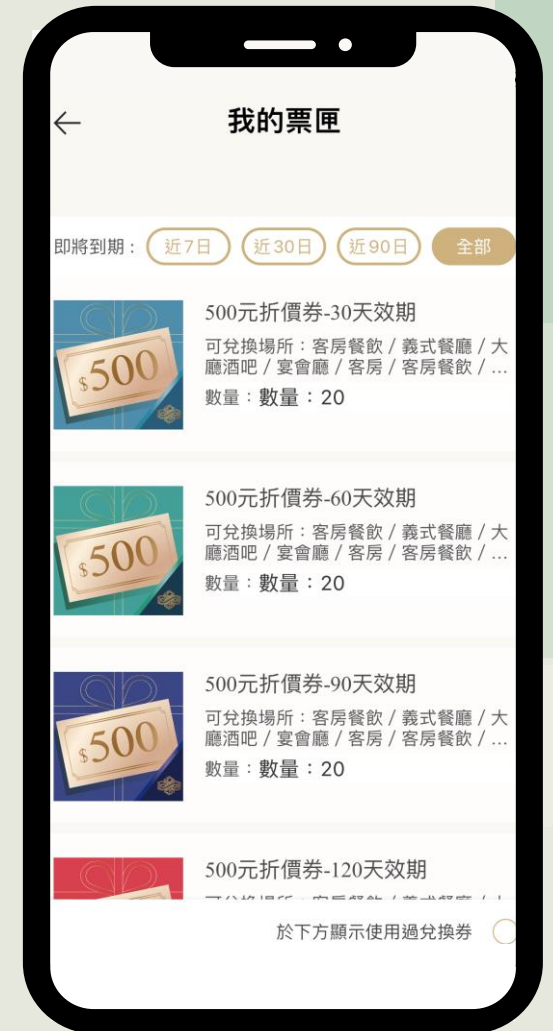 我的票匣
即將到期： 近7日 近30日 近90日 全部
500元折價券-30天效期
可兌換場所：客房餐飲 / 義式餐廳 / 大
廳酒吧 / 宴會廳 / 客房 / 客房餐飲 / ...
數量：數量：20
$500
500元折價券-60天效期
可兌換場所：客房餐飲 / 義式餐廳 / 大
廳酒吧 / 宴會廳 / 客房 / 客房餐飲 / ...
數量：數量：20
$500
500元折價券-90天效期
可兌換場所：客房餐飲 / 義式餐廳 / 大
廳酒吧 / 宴會廳 / 客房 / 客房餐飲 / ...
數量：數量：20
$500
500元折價券-120天效期
於下方顯示使用過兌換券